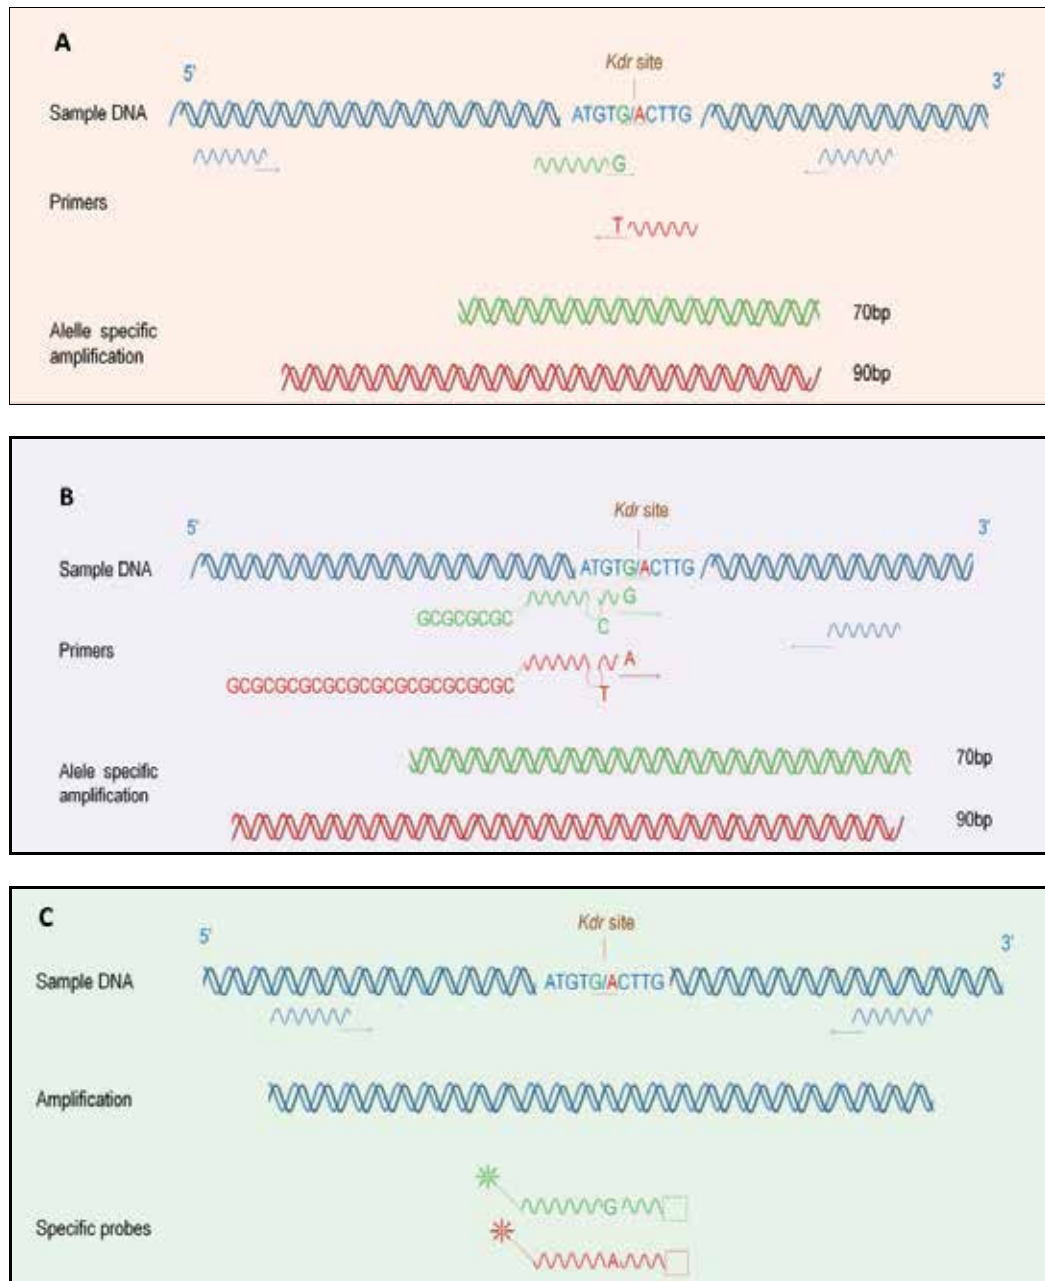 A
Kdr site
5'
3'
Sample DNA
ATGTG/ACTTG
G
Primers
T
70bp
Alelle specific
amplification
90bp
B
Kdr site
5'
3'
Sample DNA
ATGTG/ACTTG
G
GCGCGCGC
C
Primers
A
GCGCGCGCGCGCGCGCGCGCGCGC
T
70bp
Alele specific
amplification
90bp
C
Kdr site
5'
3'
Sample DNA
ATGTG/ACTTG
Amplification
G
Specific probes
A